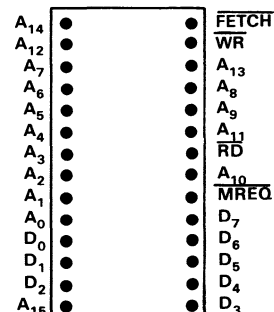 A14 FETCH
A12 WR
A7 A13
A6 A8
A5 A9
A4 A11
A3 RD
A2 A10
A1 MREQ
A0 D7
D0 D6
D1 D5
D2 D4
A15 D3